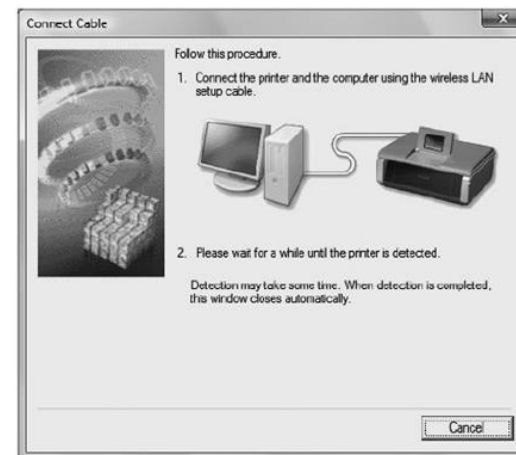 Connect Cable
Follow this procedure.
1. Connect the printer and the computer using the wireless LAN
setup cable.
2. Please wait for a while until the printer is detected.
Detection may take some time. When detection is completed,
this window closes automatically.
Cancel